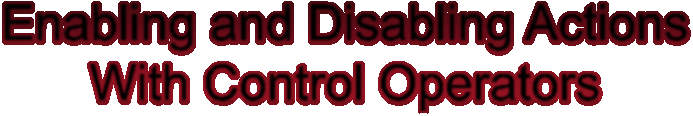 Enabling and Disabling Actions
With Control Operators